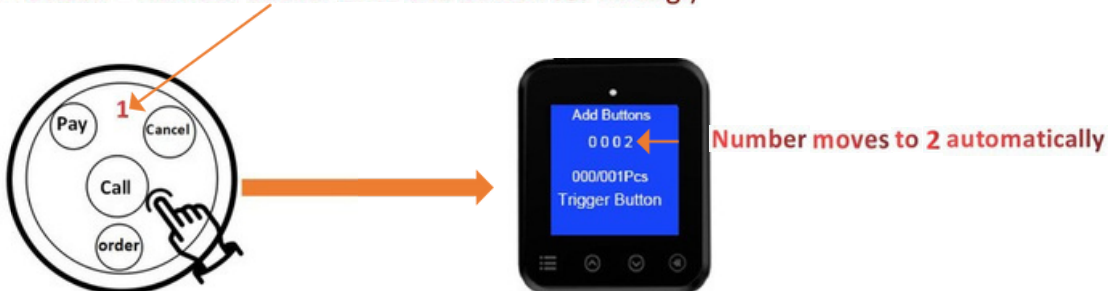 1
Pay
Cancel
Call
order
Add Buttons
0002
000/001Pcs
Trigger Button
Number moves to 2 automatically